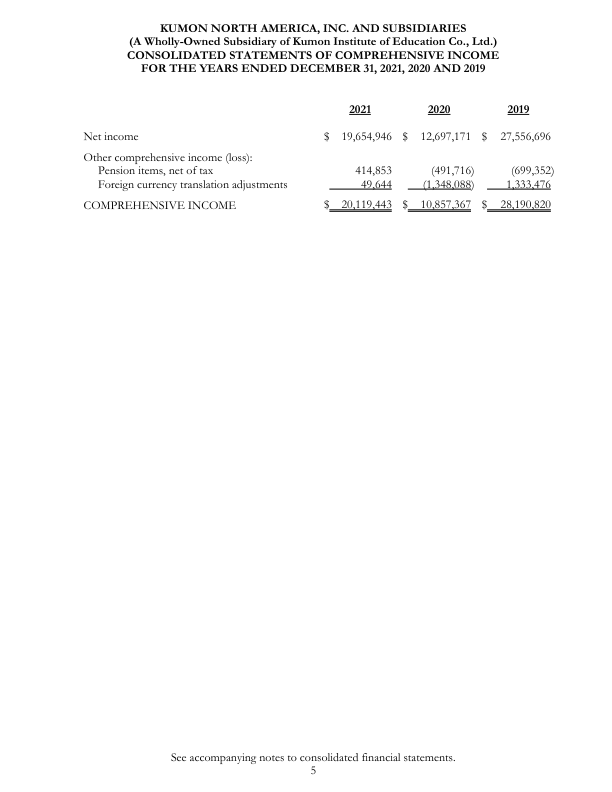 KUMON NORTH AMERICA, INC. AND SUBSIDIARIES
(A Wholly-Owned Subsidiary of Kumon Institute of Education Co., Ltd.)
CONSOLIDATED STATEMENTS OF COMPREHENSIVE INCOME
FOR THE YEARS ENDED DECEMBER 31, 2021, 2020 AND 2019
2021 2020 2019
Net income $ 19,654,946 $ 12,697,171 $ 27,556,696
Other comprehensive income (loss):
Pension items, net of tax 414,853 (491,716) (699,352)
Foreign currency translation adjustments 49,644 (1,348,088) 1,333,476
COMPREHENSIVE INCOME $ 20,119,443 $ 10,857,367 $ 28,190,820
See accompanying notes to consolidated financial statements.
5